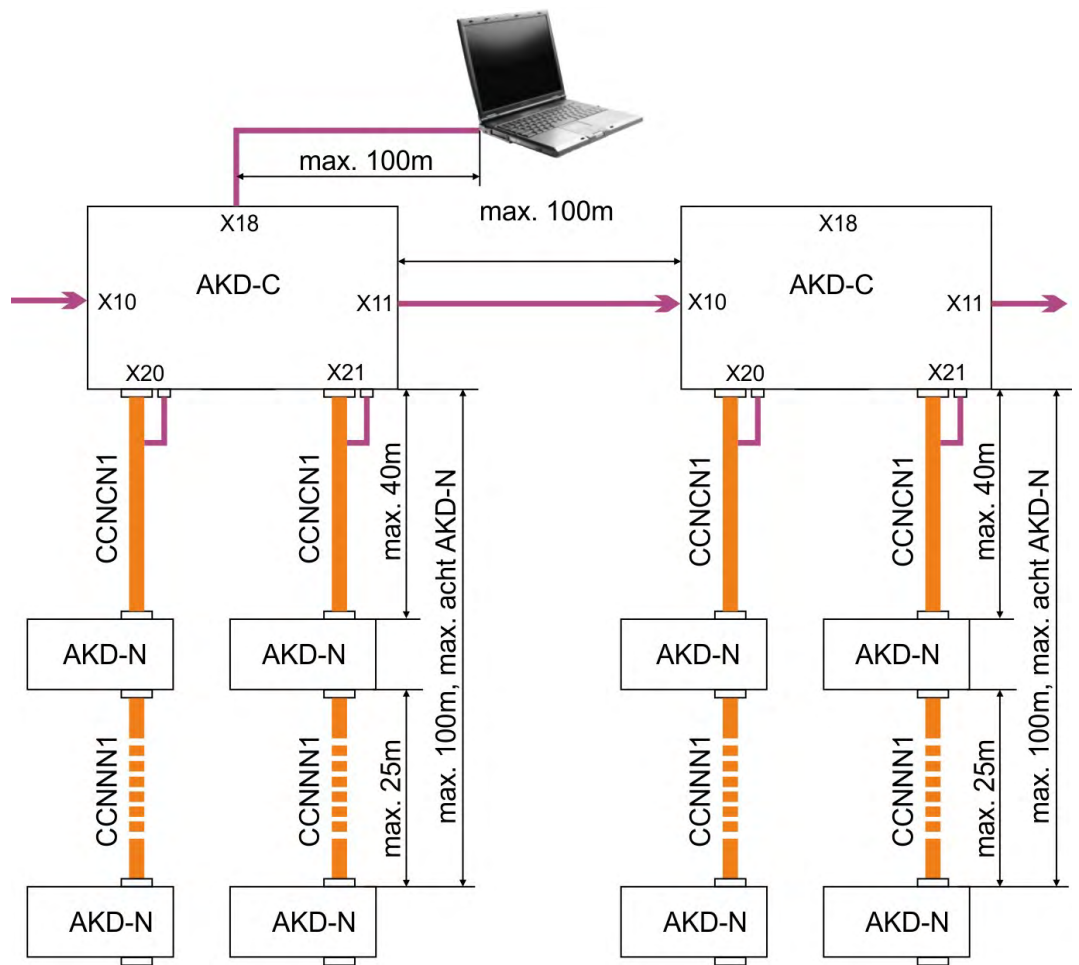 max. 100m
max. 100m
X18
AKD-C
X10
X11
X18
AKD-C
X10
X11
X20
X21
X20
X21
CCNCN1
CCNCN1
max. 40m
max. 100m, max. acht AKD-N
CCNCN1
CCNCN1
max. 40m
max. 100m, max. acht AKD-N
AKD-N
AKD-N
AKD-N
AKD-N
CCNNN1
CCNNN1
max. 25m
CCNNN1
CCNNN1
max. 25m
AKD-N
AKD-N
AKD-N
AKD-N